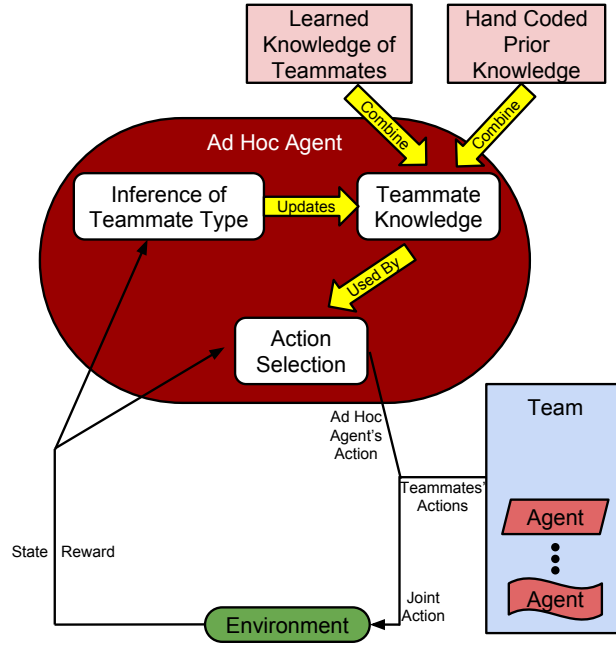 Learned
Knowledge of
Teammates
Hand Coded
Prior
Knowledge
Combine
Combine
Ad Hoc Agent
Inference of
Teammate Type
Updates
Teammate
Knowledge
Used By
Action
Selection
Ad Hoc
Agent's
Action
Team
Teammates'
Actions
Agent
Agent
State
Reward
Joint
Action
Environment